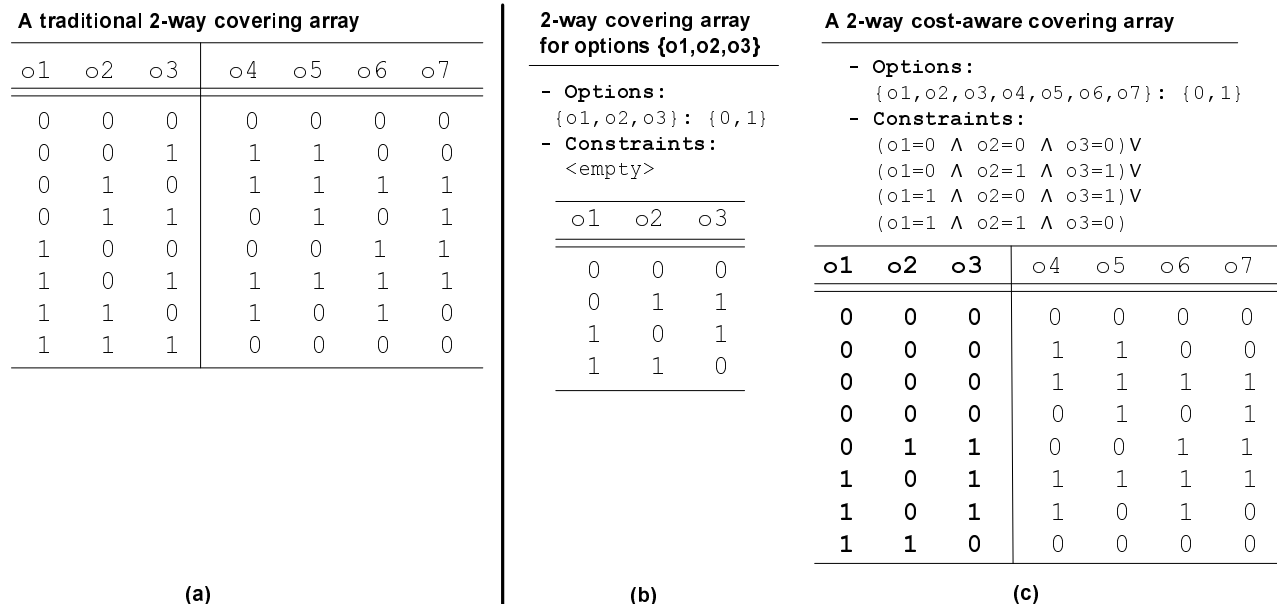 A traditional 2-way covering array
o1 o2 o3 o4 o5 o6 o7
0 0 0 0 0 0 0
0 0 1 1 1 0 0
0 1 0 1 1 1 1
0 1 1 0 1 0 1
1 0 0 0 0 1 1
1 0 1 1 1 1 1
1 1 0 1 0 1 0
1 1 1 0 0 0 0
(a)
2-way covering array
for options {o1,o2,o3}
- Options:
{o1,o2,o3}: {0,1}
- Constraints:
<empty>
o1 o2 o3
0 0 0
0 1 1
1 0 1
1 1 0
(b)
A 2-way cost-aware covering array
- Options:
{o1,o2,o3,o4,o5,o6,o7}: {0,1}
- Constraints:
(o1=0 Λ o2=0 Λ o3=0)V
(o1=0 Λ o2=1 Λ o3=1)V
(o1=1 Λ o2=0 Λ o3=1)V
(o1=1 Λ o2=1 Λ o3=0)
o1 o2 o3 o4 o5 o6 o7
0 0 0 0 0 0 0
0 0 0 1 1 0 0
0 0 0 1 1 1 1
0 0 0 0 1 0 1
0 1 1 0 0 1 1
1 0 1 1 1 1 1
1 0 1 1 0 1 0
1 1 0 0 0 0 0
(c)